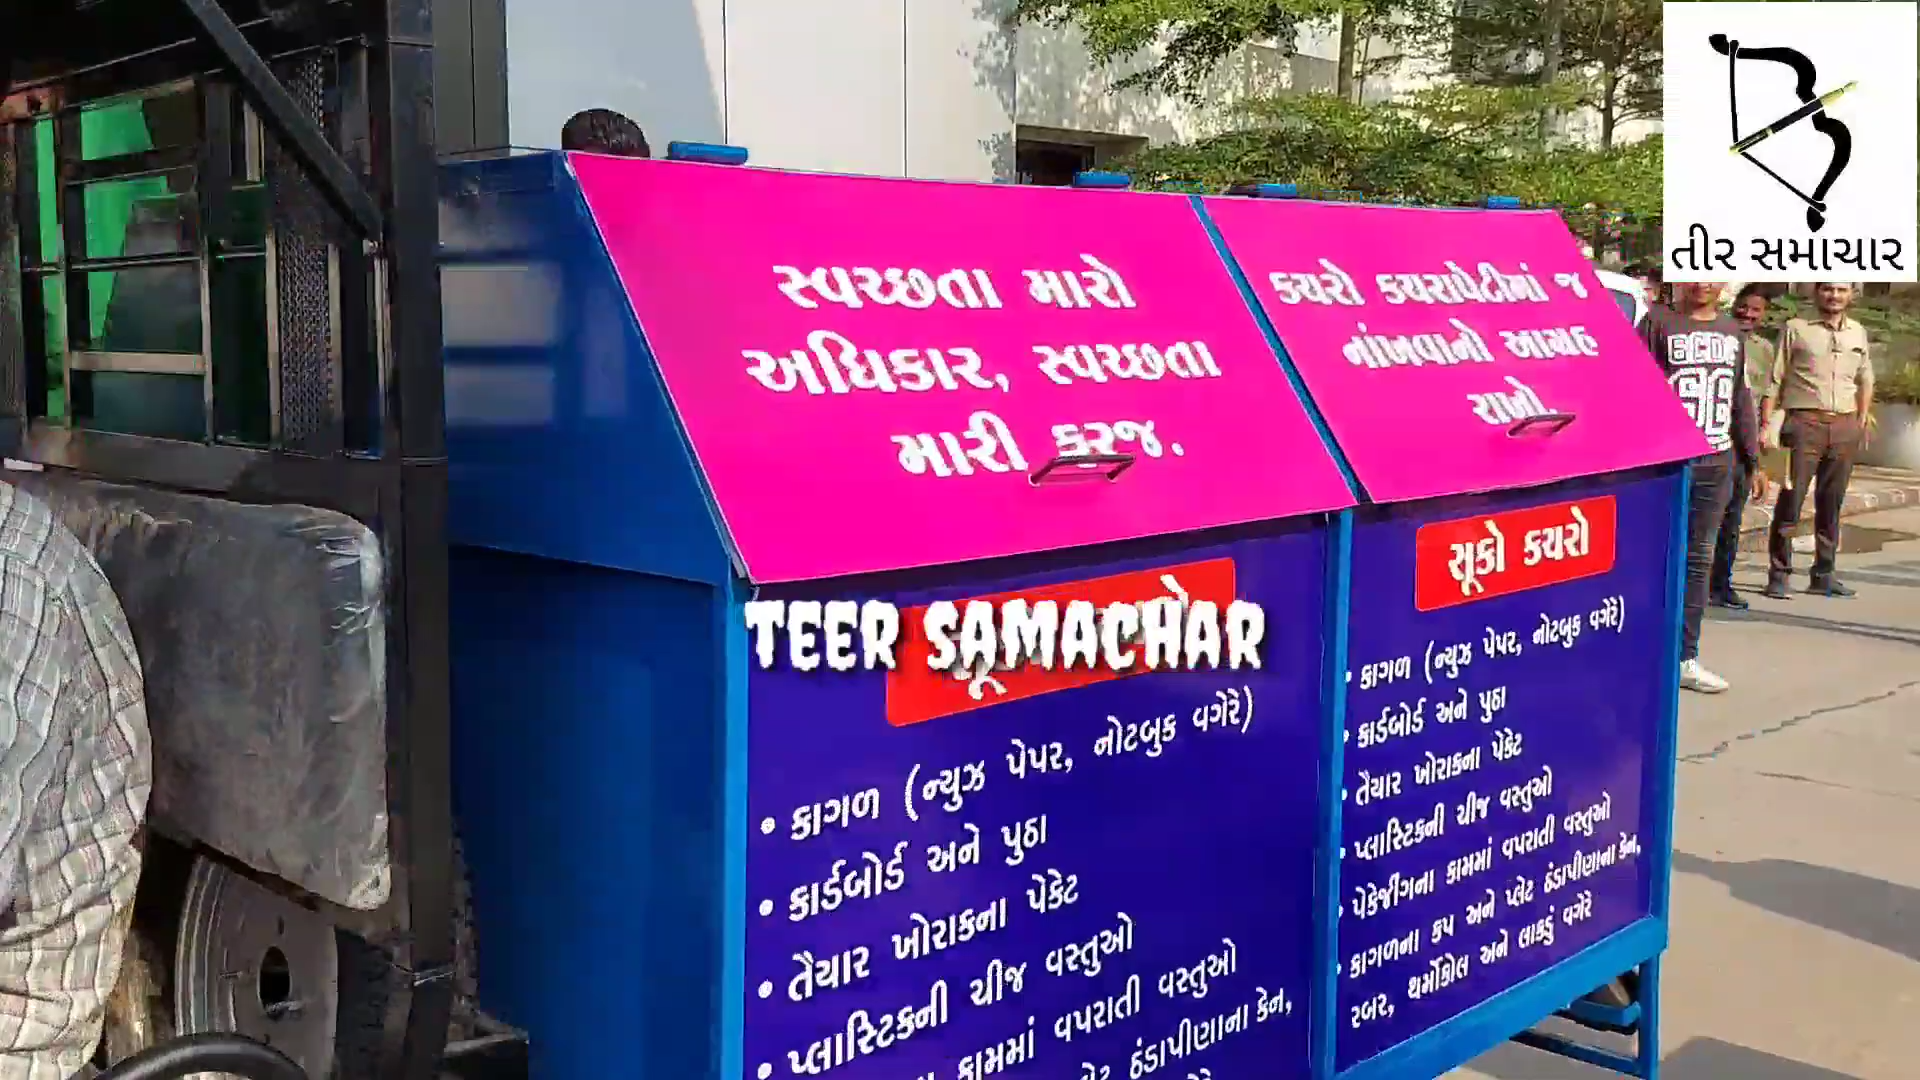 તીર સમાચાર
સ્વચ્છતા મારો
અધિકાર, સ્વચ્છતા
મારી ફરજ.
કચરો કચરાપેટીમાં જ
નાંખવાનો આગ્રહ
રાખો.
TEER SAMACHAR
• કાગળ (ન્યુઝ પેપર, નોટબુક વગેરે)
• કાર્ડબોર્ડ અને પુઠા
• તૈયાર ખોરાકના પેકેટ
• પ્લાસ્ટિકની ચીજ વસ્તુઓ
કામમાં વપરાતી વસ્તુઓ
ઠંડાપીણાના કેન,
સૂકો કચરો
• કાગળ (ન્યુઝ પેપર, નોટબુક વગેરે)
• કાર્ડબોર્ડ અને પુઠા
• તૈયાર ખોરાકના પેકેટ
• પ્લાસ્ટિકની ચીજ વસ્તુઓ
• પેકેજીંગના કામમાં વપરાતી વસ્તુઓ
• કાગળના કપ અને પ્લેટ ઠંડાપીણાના કેન,
રબર, થર્મોકોલ અને લાકડું વગેરે